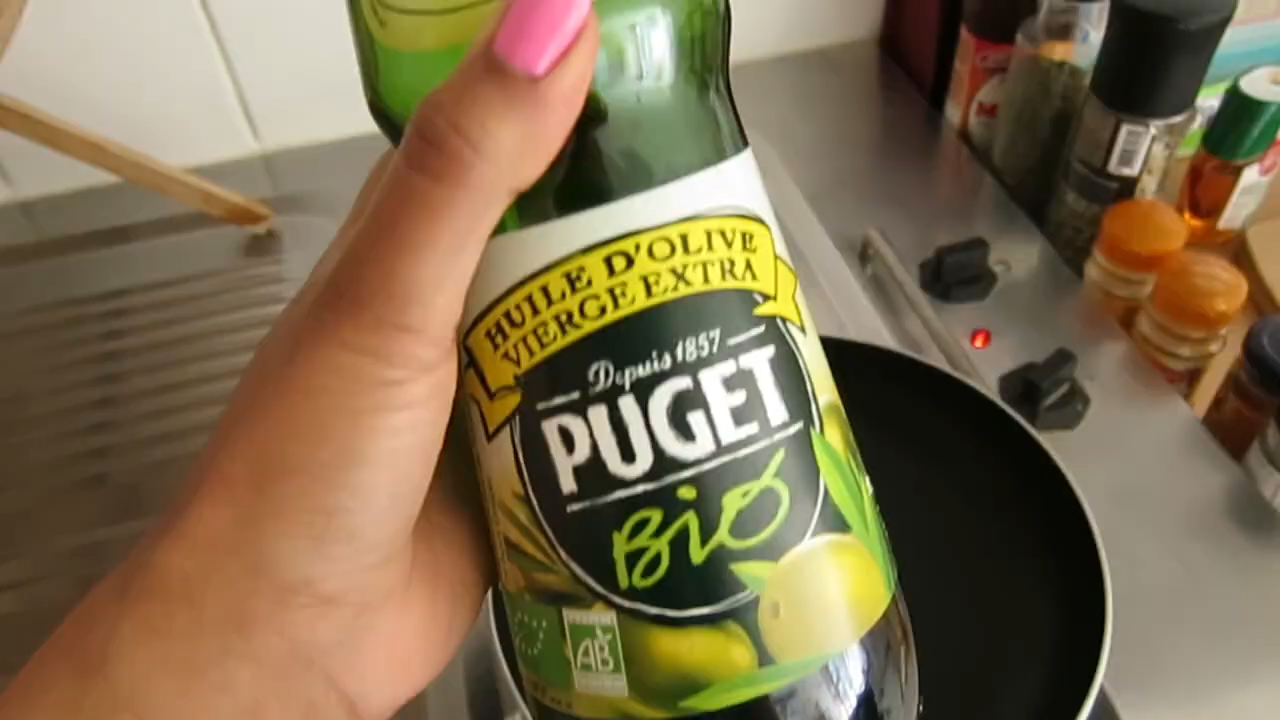 HUILE D'OLIVE
VIERGE EXTRA
Depuis 1857
PUGET
Bio
AB